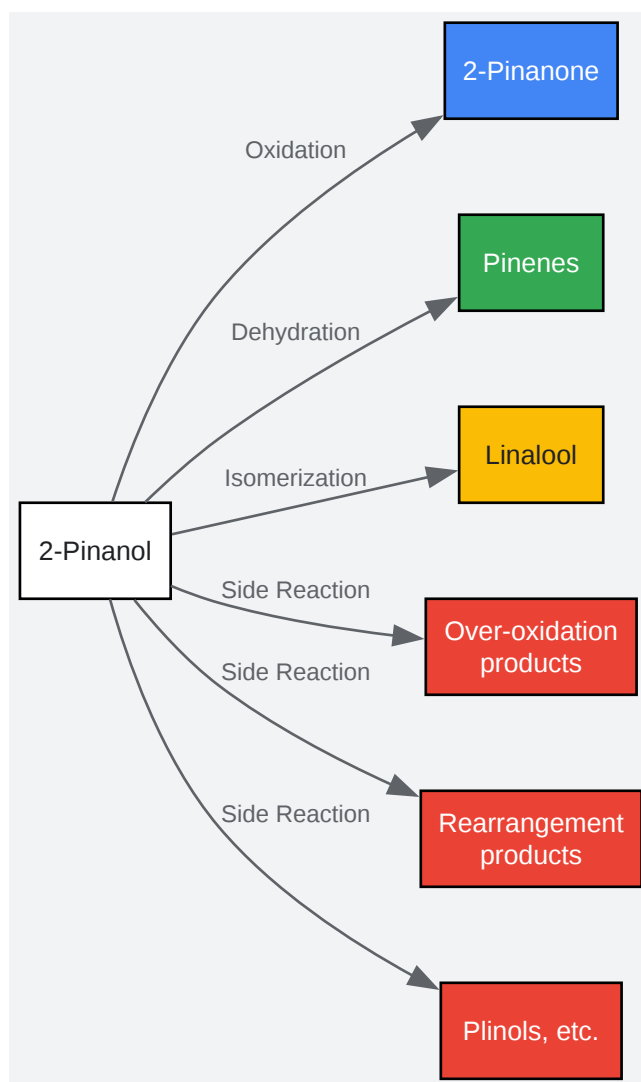 2-Pinanone
Oxidation
Pinenes
Dehydration
Linalool
Isomerization
2-Pinanol
Side Reaction
Over-oxidation
products
Side Reaction
Rearrangement
products
Side Reaction
Plinols, etc.